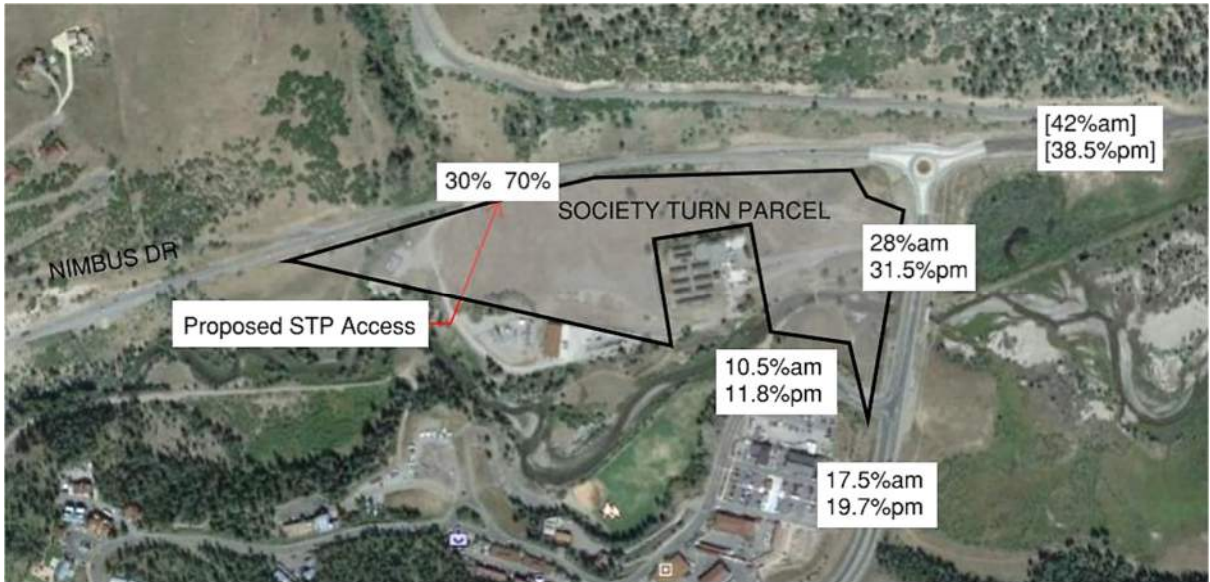 [42%am]
[38.5%pm]
30% 70%
SOCIETY TURN PARCEL
NIMBUS DR
28%am
31.5%pm
Proposed STP Access
10.5%am
11.8%pm
17.5%am
19.7%pm